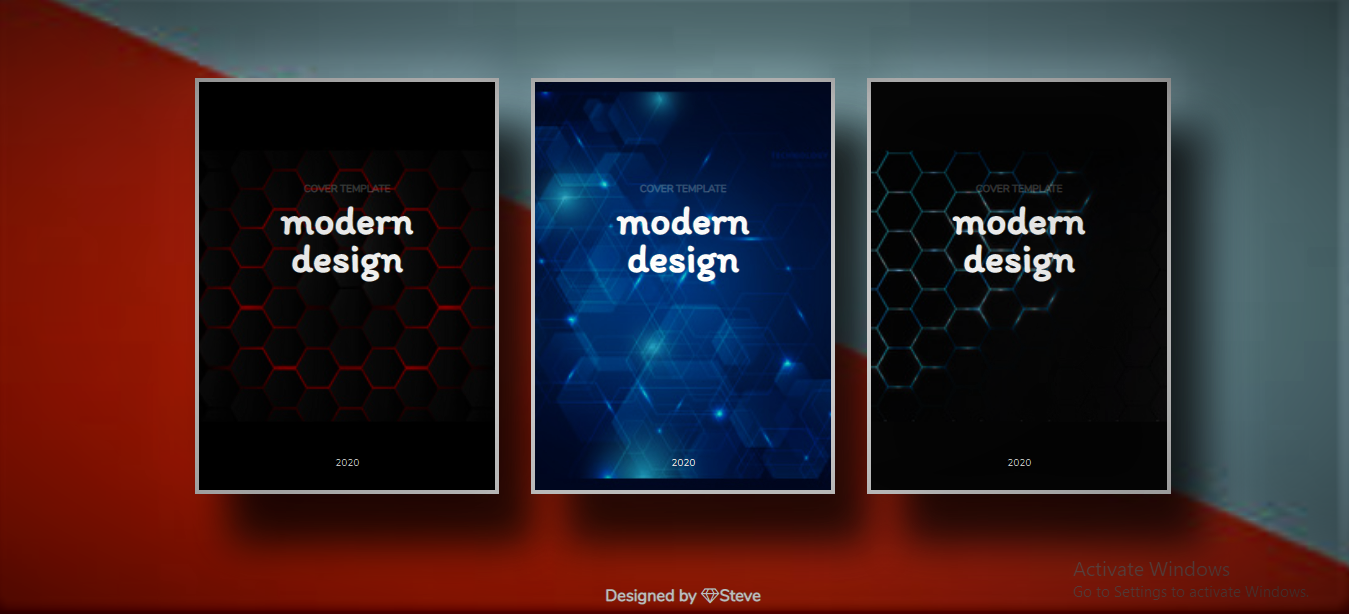 COVER TEMPLATE
modern
design
2020
COVER TEMPLATE
modern
design
2020
COVER TEMPLATE
modern
design
2020
Designed by Steve
Activate Windows
Go to Settings to activate Windows.